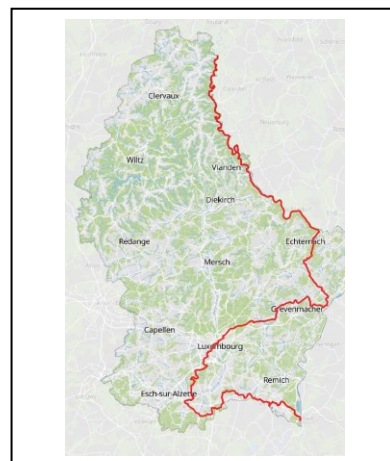 Clervaux
Wiltz
Vianden
Diekirch
Redange
Echternach
Mersch
Grevenmacher
Capellen
Luxembourg
Remich
Esch-sur-Alzette